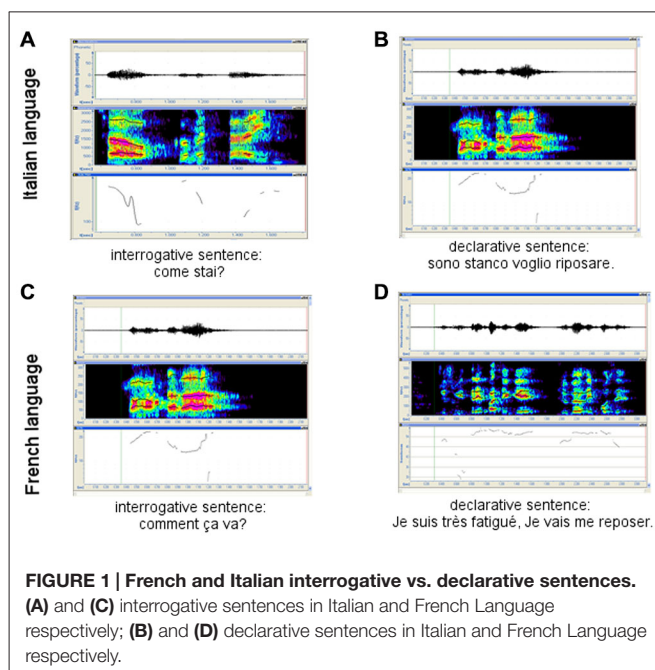 A
B
Italian language
interrogative sentence:
come stai?
declarative sentence:
sono stanco voglio riposare.
C
D
French language
interrogative sentence:
comment ça va?
declarative sentence:
Je suis très fatigué, Je vais me reposer.
FIGURE 1 | French and Italian interrogative vs. declarative sentences.
(A) and (C) interrogative sentences in Italian and French Language
respectively; (B) and (D) declarative sentences in Italian and French Language
respectively.